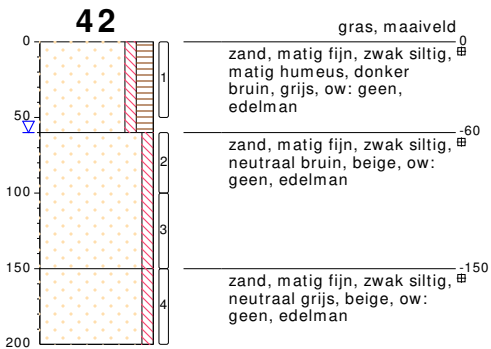 42
gras, maaiveld
0
0
zand, matig fijn, zwak siltig,
matig humeus, donker
bruin, grijs, ow: geen,
edelman
1
50
-60
zand, matig fijn, zwak siltig,
neutraal bruin, beige, ow:
geen, edelman
2
100
3
150
-150
zand, matig fijn, zwak siltig,
neutraal grijs, beige, ow:
geen, edelman
4
200